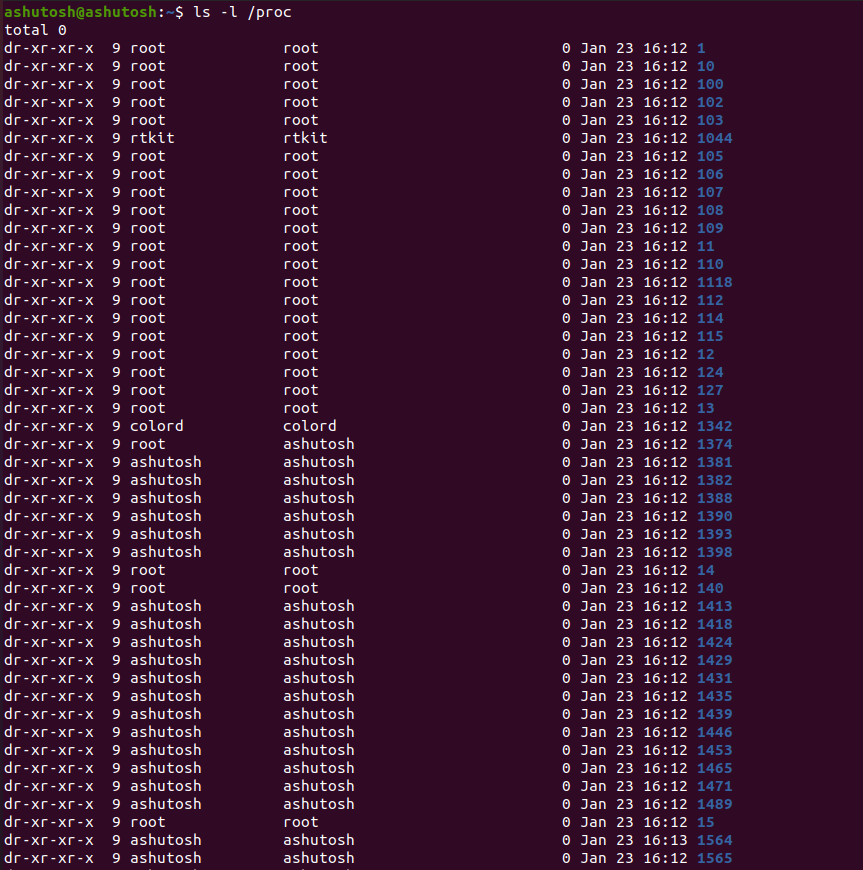 ashutosh@ashutosh:~$ ls -l /proc
total 0
dr-xr-xr-x  9 root             root                           0 Jan 23 16:12 1
dr-xr-xr-x  9 root             root                           0 Jan 23 16:12 10
dr-xr-xr-x  9 root             root                           0 Jan 23 16:12 100
dr-xr-xr-x  9 root             root                           0 Jan 23 16:12 102
dr-xr-xr-x  9 root             root                           0 Jan 23 16:12 103
dr-xr-xr-x  9 rtkit            rtkit                          0 Jan 23 16:12 1044
dr-xr-xr-x  9 root             root                           0 Jan 23 16:12 105
dr-xr-xr-x  9 root             root                           0 Jan 23 16:12 106
dr-xr-xr-x  9 root             root                           0 Jan 23 16:12 107
dr-xr-xr-x  9 root             root                           0 Jan 23 16:12 108
dr-xr-xr-x  9 root             root                           0 Jan 23 16:12 109
dr-xr-xr-x  9 root             root                           0 Jan 23 16:12 11
dr-xr-xr-x  9 root             root                           0 Jan 23 16:12 110
dr-xr-xr-x  9 root             root                           0 Jan 23 16:12 1118
dr-xr-xr-x  9 root             root                           0 Jan 23 16:12 112
dr-xr-xr-x  9 root             root                           0 Jan 23 16:12 114
dr-xr-xr-x  9 root             root                           0 Jan 23 16:12 115
dr-xr-xr-x  9 root             root                           0 Jan 23 16:12 12
dr-xr-xr-x  9 root             root                           0 Jan 23 16:12 124
dr-xr-xr-x  9 root             root                           0 Jan 23 16:12 127
dr-xr-xr-x  9 root             root                           0 Jan 23 16:12 13
dr-xr-xr-x  9 colord           colord                         0 Jan 23 16:12 1342
dr-xr-xr-x  9 root             ashutosh                       0 Jan 23 16:12 1374
dr-xr-xr-x  9 ashutosh         ashutosh                       0 Jan 23 16:12 1381
dr-xr-xr-x  9 ashutosh         ashutosh                       0 Jan 23 16:12 1382
dr-xr-xr-x  9 ashutosh         ashutosh                       0 Jan 23 16:12 1388
dr-xr-xr-x  9 ashutosh         ashutosh                       0 Jan 23 16:12 1390
dr-xr-xr-x  9 ashutosh         ashutosh                       0 Jan 23 16:12 1393
dr-xr-xr-x  9 ashutosh         ashutosh                       0 Jan 23 16:12 1398
dr-xr-xr-x  9 root             root                           0 Jan 23 16:12 14
dr-xr-xr-x  9 root             root                           0 Jan 23 16:12 140
dr-xr-xr-x  9 ashutosh         ashutosh                       0 Jan 23 16:12 1413
dr-xr-xr-x  9 ashutosh         ashutosh                       0 Jan 23 16:12 1418
dr-xr-xr-x  9 ashutosh         ashutosh                       0 Jan 23 16:12 1424
dr-xr-xr-x  9 ashutosh         ashutosh                       0 Jan 23 16:12 1429
dr-xr-xr-x  9 ashutosh         ashutosh                       0 Jan 23 16:12 1431
dr-xr-xr-x  9 ashutosh         ashutosh                       0 Jan 23 16:12 1435
dr-xr-xr-x  9 ashutosh         ashutosh                       0 Jan 23 16:12 1439
dr-xr-xr-x  9 ashutosh         ashutosh                       0 Jan 23 16:12 1446
dr-xr-xr-x  9 ashutosh         ashutosh                       0 Jan 23 16:12 1453
dr-xr-xr-x  9 ashutosh         ashutosh                       0 Jan 23 16:12 1465
dr-xr-xr-x  9 ashutosh         ashutosh                       0 Jan 23 16:12 1471
dr-xr-xr-x  9 ashutosh         ashutosh                       0 Jan 23 16:12 1489
dr-xr-xr-x  9 root             root                           0 Jan 23 16:12 15
dr-xr-xr-x  9 ashutosh         ashutosh                       0 Jan 23 16:13 1564
dr-xr-xr-x  9 ashutosh         ashutosh                       0 Jan 23 16:12 1565